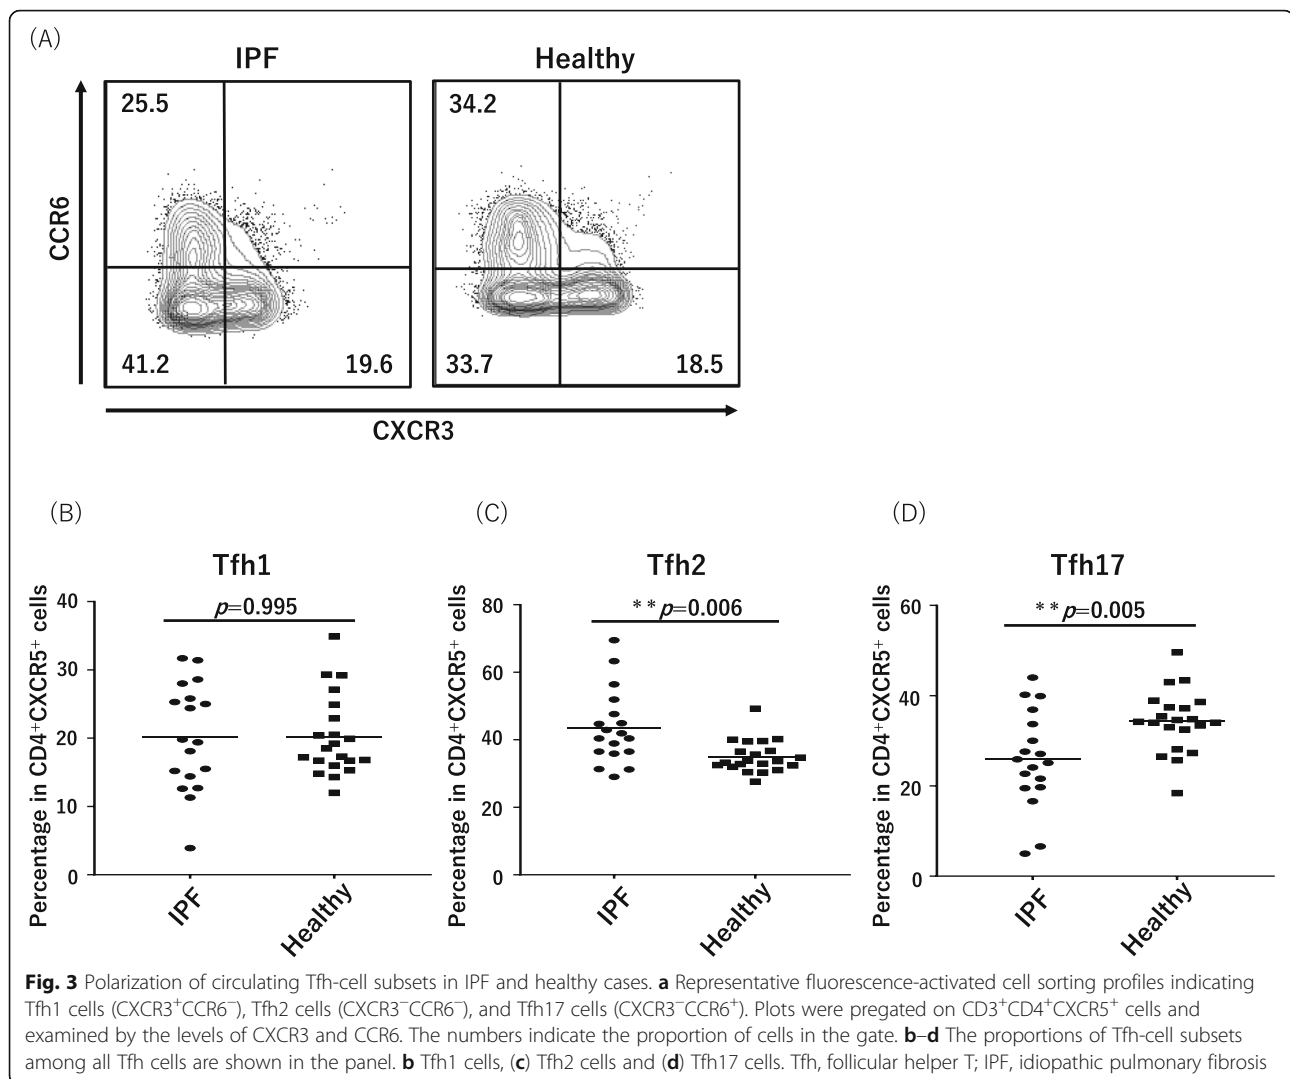 (A)
IPF
Healthy
25.5
34.2
CCR6
41.2
19.6
33.7
18.5
CXCR3
(B)
(C)
(D)
Tfh1
Tfh2
Tfh17
p=0.995
**p=0.006
**p=0.005
Percentage in CD4⁺CXCR5⁺ cells
40
30
20
10
0
IPF
Healthy
Percentage in CD4⁺CXCR5⁺ cells
80
60
40
20
0
IPF
Healthy
Percentage in CD4⁺CXCR5⁺ cells
60
40
20
0
IPF
Healthy
Fig. 3 Polarization of circulating Tfh-cell subsets in IPF and healthy cases. a Representative fluorescence-activated cell sorting profiles indicating
Tfh1 cells (CXCR3⁺CCR6⁻), Tfh2 cells (CXCR3⁻CCR6⁻), and Tfh17 cells (CXCR3⁻CCR6⁺). Plots were pregated on CD3⁺CD4⁺CXCR5⁺ cells and
examined by the levels of CXCR3 and CCR6. The numbers indicate the proportion of cells in the gate. b–d The proportions of Tfh-cell subsets
among all Tfh cells are shown in the panel. b Tfh1 cells, (c) Tfh2 cells and (d) Tfh17 cells. Tfh, follicular helper T; IPF, idiopathic pulmonary fibrosis